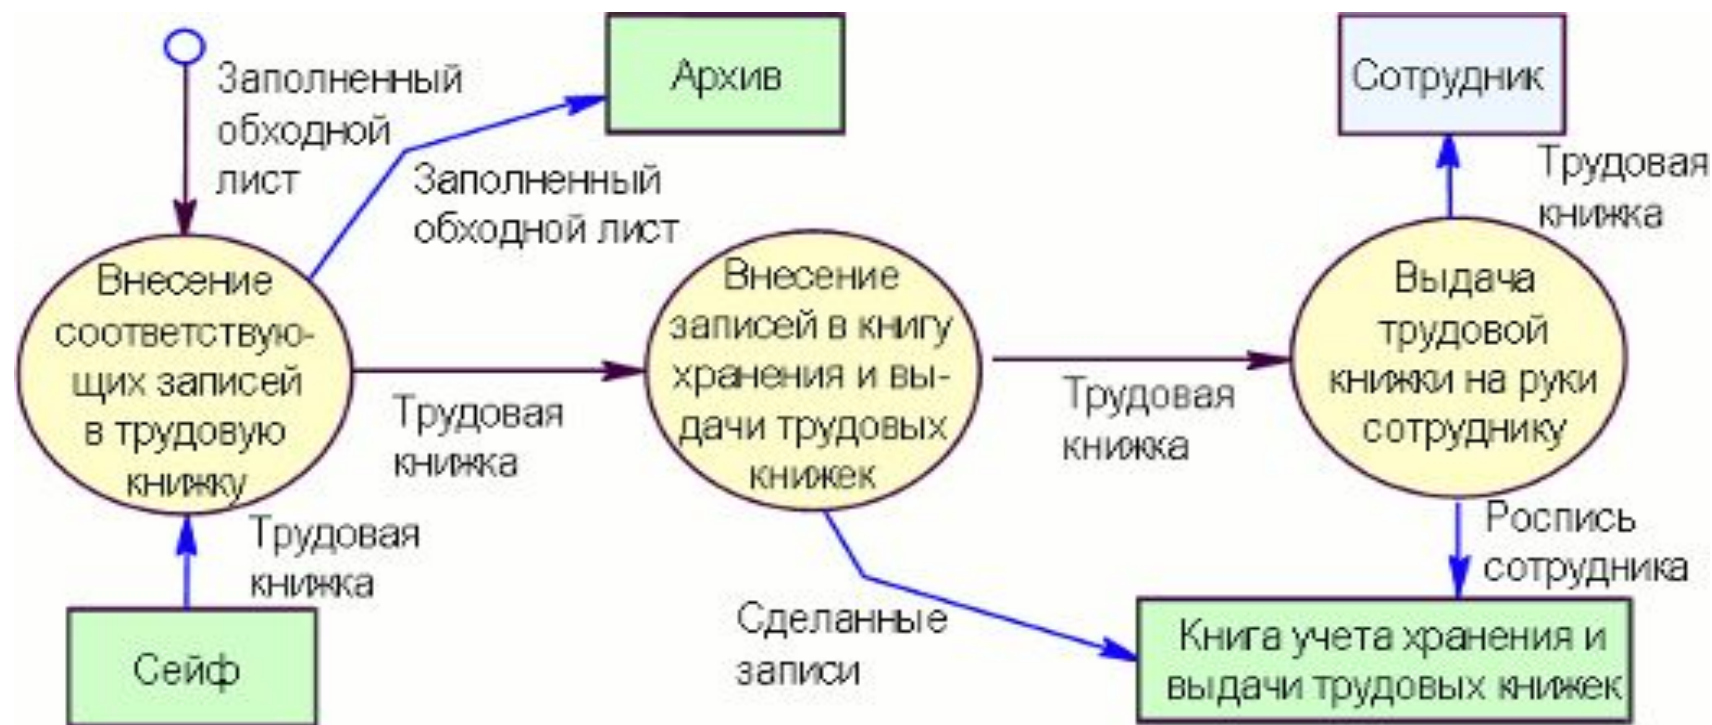 Заполненный
обходной
лист
Архив
Заполненный
обходной лист
Сотрудник
Трудовая
книжка
Внесение
соответствую-
щих записей
в трудовую
книжку
Трудовая
книжка
Внесение
записей в книгу
хранения и вы-
дачи трудовых
книжек
Трудовая
книжка
Выдача
трудовой
книжки на руки
сотруднику
Трудовая
книжка
Сейф
Сделанные
записи
Роспись
сотрудника
Книга учета хранения и
выдачи трудовых книжек